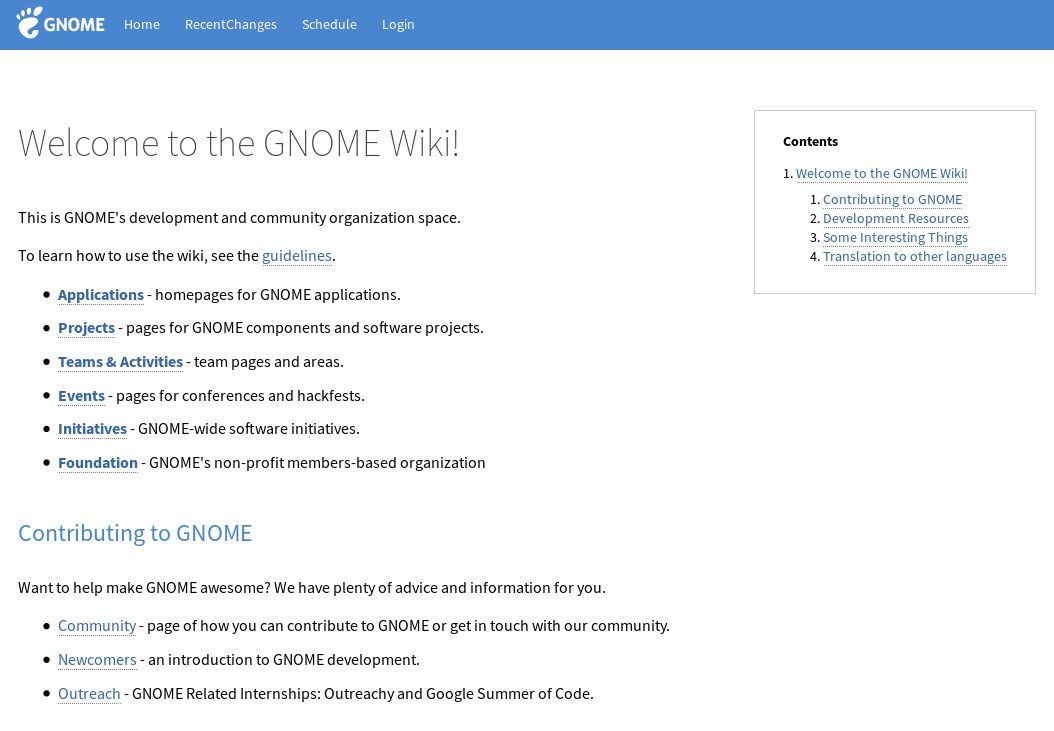 GNOME Home RecentChanges Schedule Login
Welcome to the GNOME Wiki!
This is GNOME's development and community organization space.
To learn how to use the wiki, see the guidelines.
Applications - homepages for GNOME applications.
Projects - pages for GNOME components and software projects.
Teams & Activities - team pages and areas.
Events - pages for conferences and hackfests.
Initiatives - GNOME-wide software initiatives.
Foundation - GNOME's non-profit members-based organization
Contents
1. Welcome to the GNOME Wiki!
1. Contributing to GNOME
2. Development Resources
3. Some Interesting Things
4. Translation to other languages
Contributing to GNOME
Want to help make GNOME awesome? We have plenty of advice and information for you.
Community - page of how you can contribute to GNOME or get in touch with our community.
Newcomers - an introduction to GNOME development.
Outreach - GNOME Related Internships: Outreachy and Google Summer of Code.